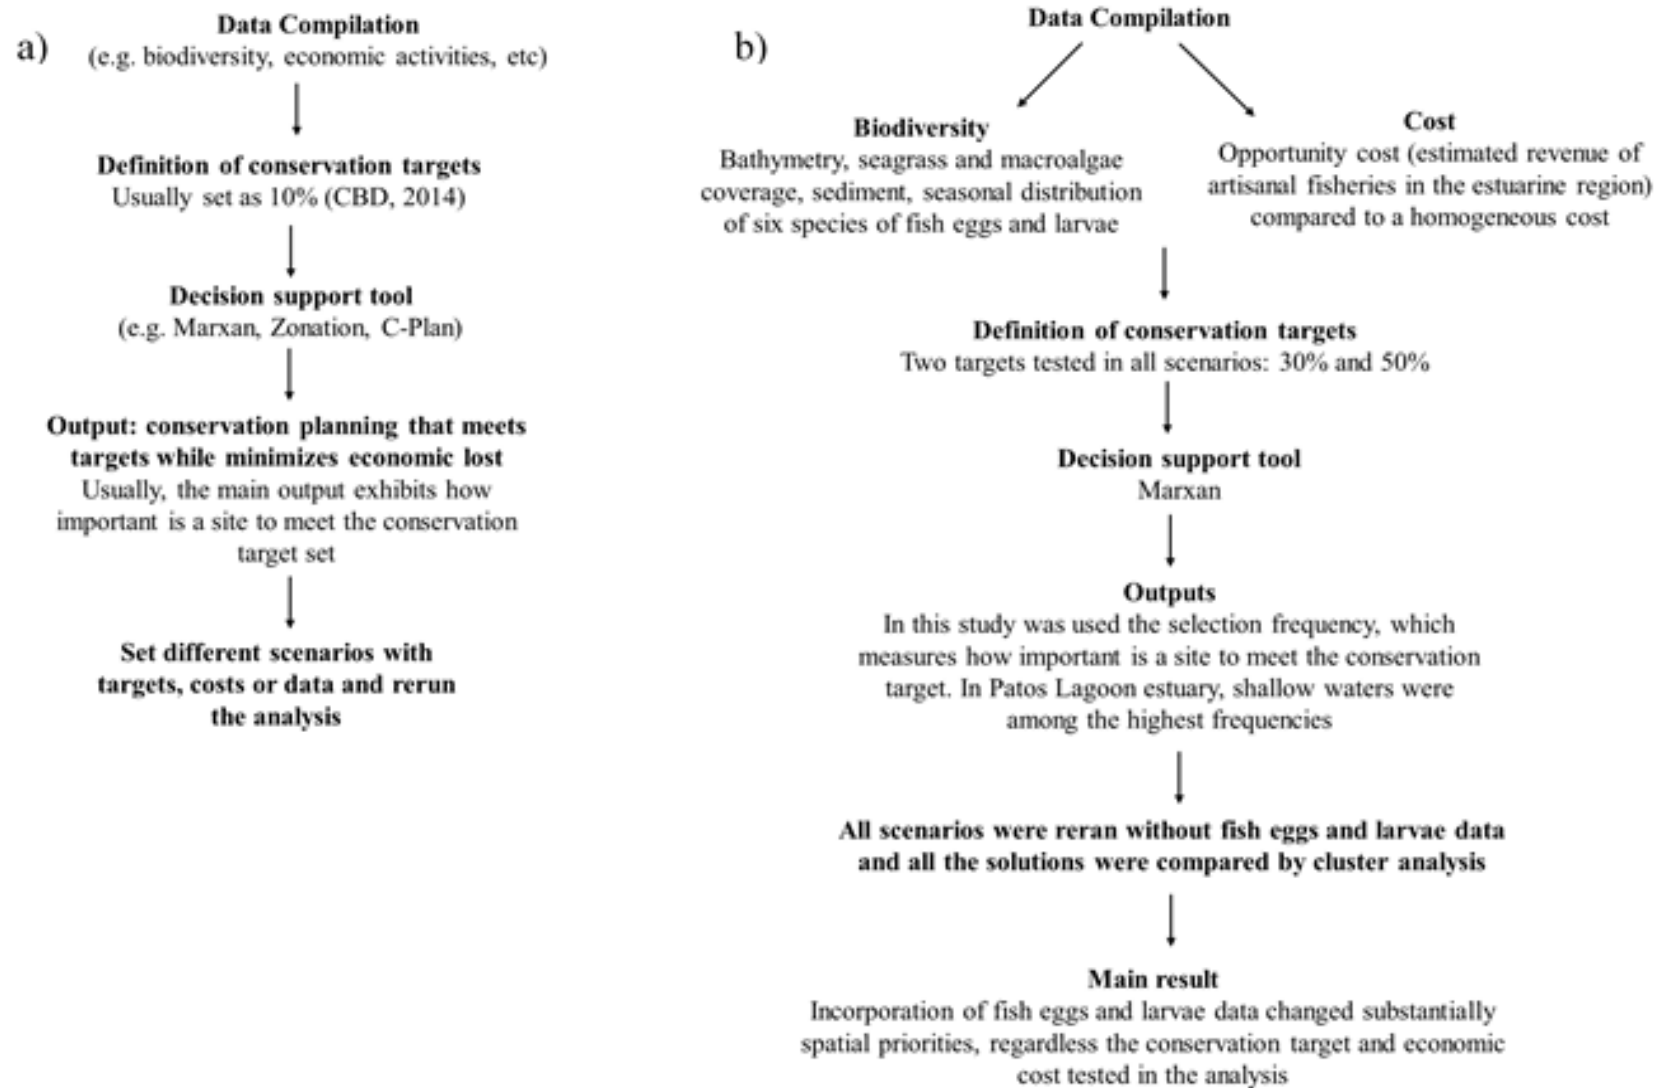 a)
Data Compilation
(e.g. biodiversity, economic activities, etc)
Definition of conservation targets
Usually set as 10% (CBD, 2014)
Decision support tool
(e.g. Marxan, Zonation, C-Plan)
Output: conservation planning that meets
targets while minimizes economic lost
Usually, the main output exhibits how
important is a site to meet the conservation
target set
Set different scenarios with
targets, costs or data and rerun
the analysis
b)
Data Compilation
Biodiversity
Bathymetry, seagrass and macroalgae
coverage, sediment, seasonal distribution
of six species of fish eggs and larvae
Cost
Opportunity cost (estimated revenue of
artisanal fisheries in the estuarine region)
compared to a homogeneous cost
Definition of conservation targets
Two targets tested in all scenarios: 30% and 50%
Decision support tool
Marxan
Outputs
In this study was used the selection frequency, which
measures how important is a site to meet the conservation
target. In Patos Lagoon estuary, shallow waters were
among the highest frequencies
All scenarios were reran without fish eggs and larvae data
and all the solutions were compared by cluster analysis
Main result
Incorporation of fish eggs and larvae data changed substantially
spatial priorities, regardless the conservation target and economic
cost tested in the analysis